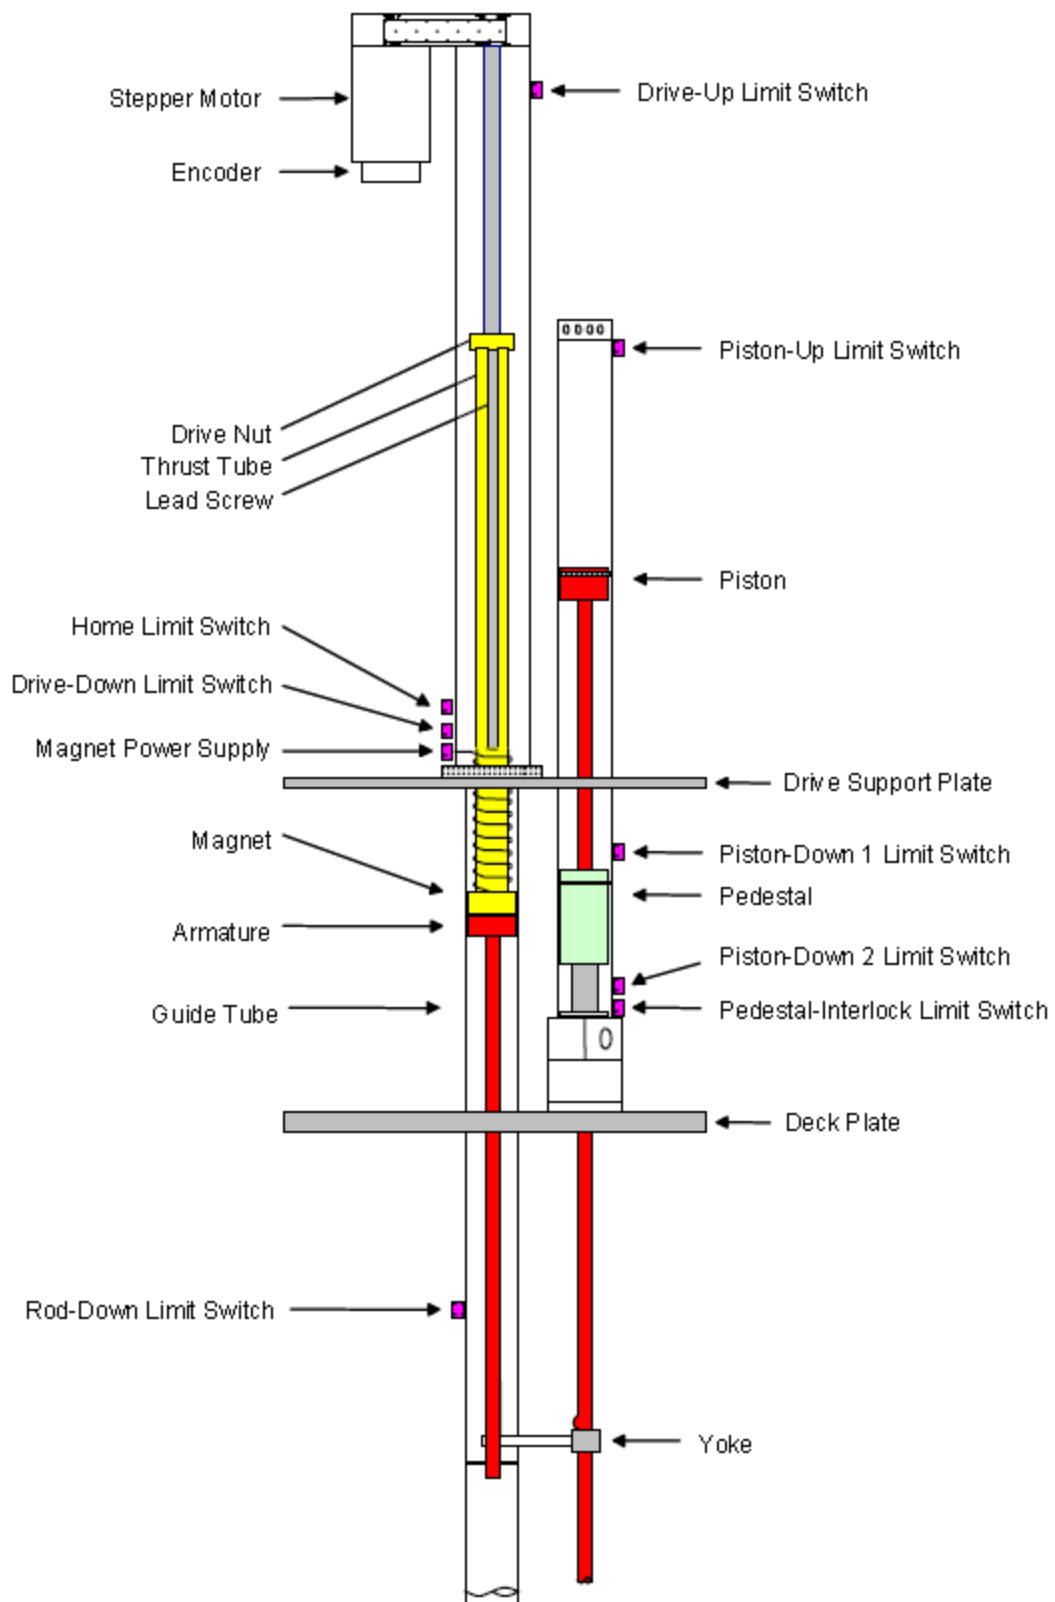 Stepper Motor
Drive-Up Limit Switch
Encoder
Piston-Up Limit Switch
Drive Nut
Thrust Tube
Lead Screw
Piston
Home Limit Switch
Drive-Down Limit Switch
Magnet Power Supply
Drive Support Plate
Magnet
Piston-Down 1 Limit Switch
Pedestal
Armature
Piston-Down 2 Limit Switch
Guide Tube
Pedestal-Interlock Limit Switch
Deck Plate
Rod-Down Limit Switch
Yoke